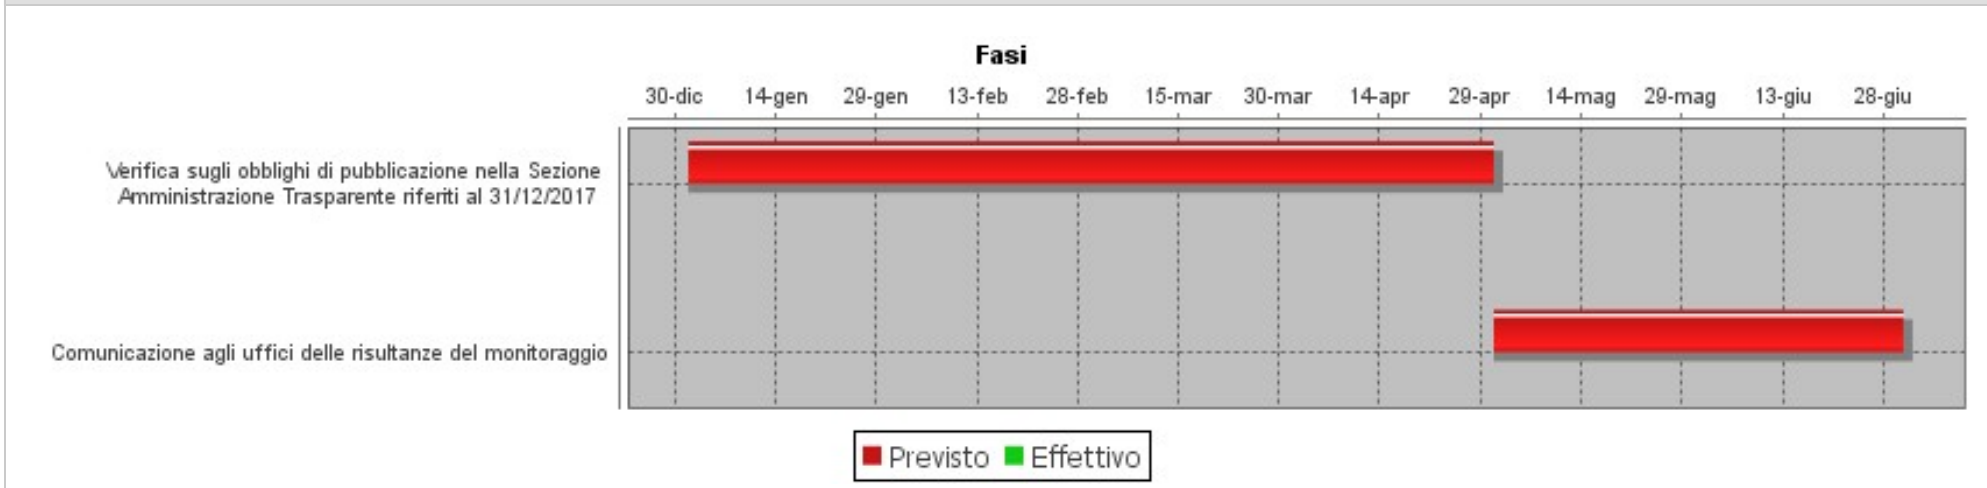 Fasi
30-dic 14-gen 29-gen 13-feb 28-feb 15-mar 30-mar 14-apr 29-apr 14-mag 29-mag 13-giu 28-giu
Verifica sugli obblighi di pubblicazione nella Sezione
Amministrazione Trasparente riferiti al 31/12/2017
Comunicazione agli uffici delle risultanze del monitoraggio
Previsto Effettivo